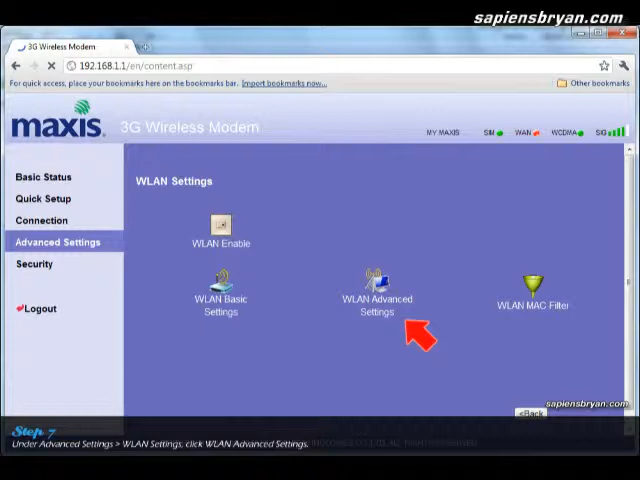 sapiensbryan.com
3G Wireless Modem
192.168.1.1/en/content.asp
For quick access, place your bookmarks here on the bookmarks bar. Import bookmarks now...
Other bookmarks
maxis
3G Wireless Modem
MY MAXIS SIM WAN WCDMA SIG
Basic Status
Quick Setup
Connection
Advanced Settings
Security
Logout
WLAN Settings
WLAN Enable
WLAN Basic
Settings
WLAN Advanced
Settings
WLAN MAC Filter
<Back
sapiensbryan.com
Step 7
Under Advanced Settings > WLAN Settings, click WLAN Advanced Settings.